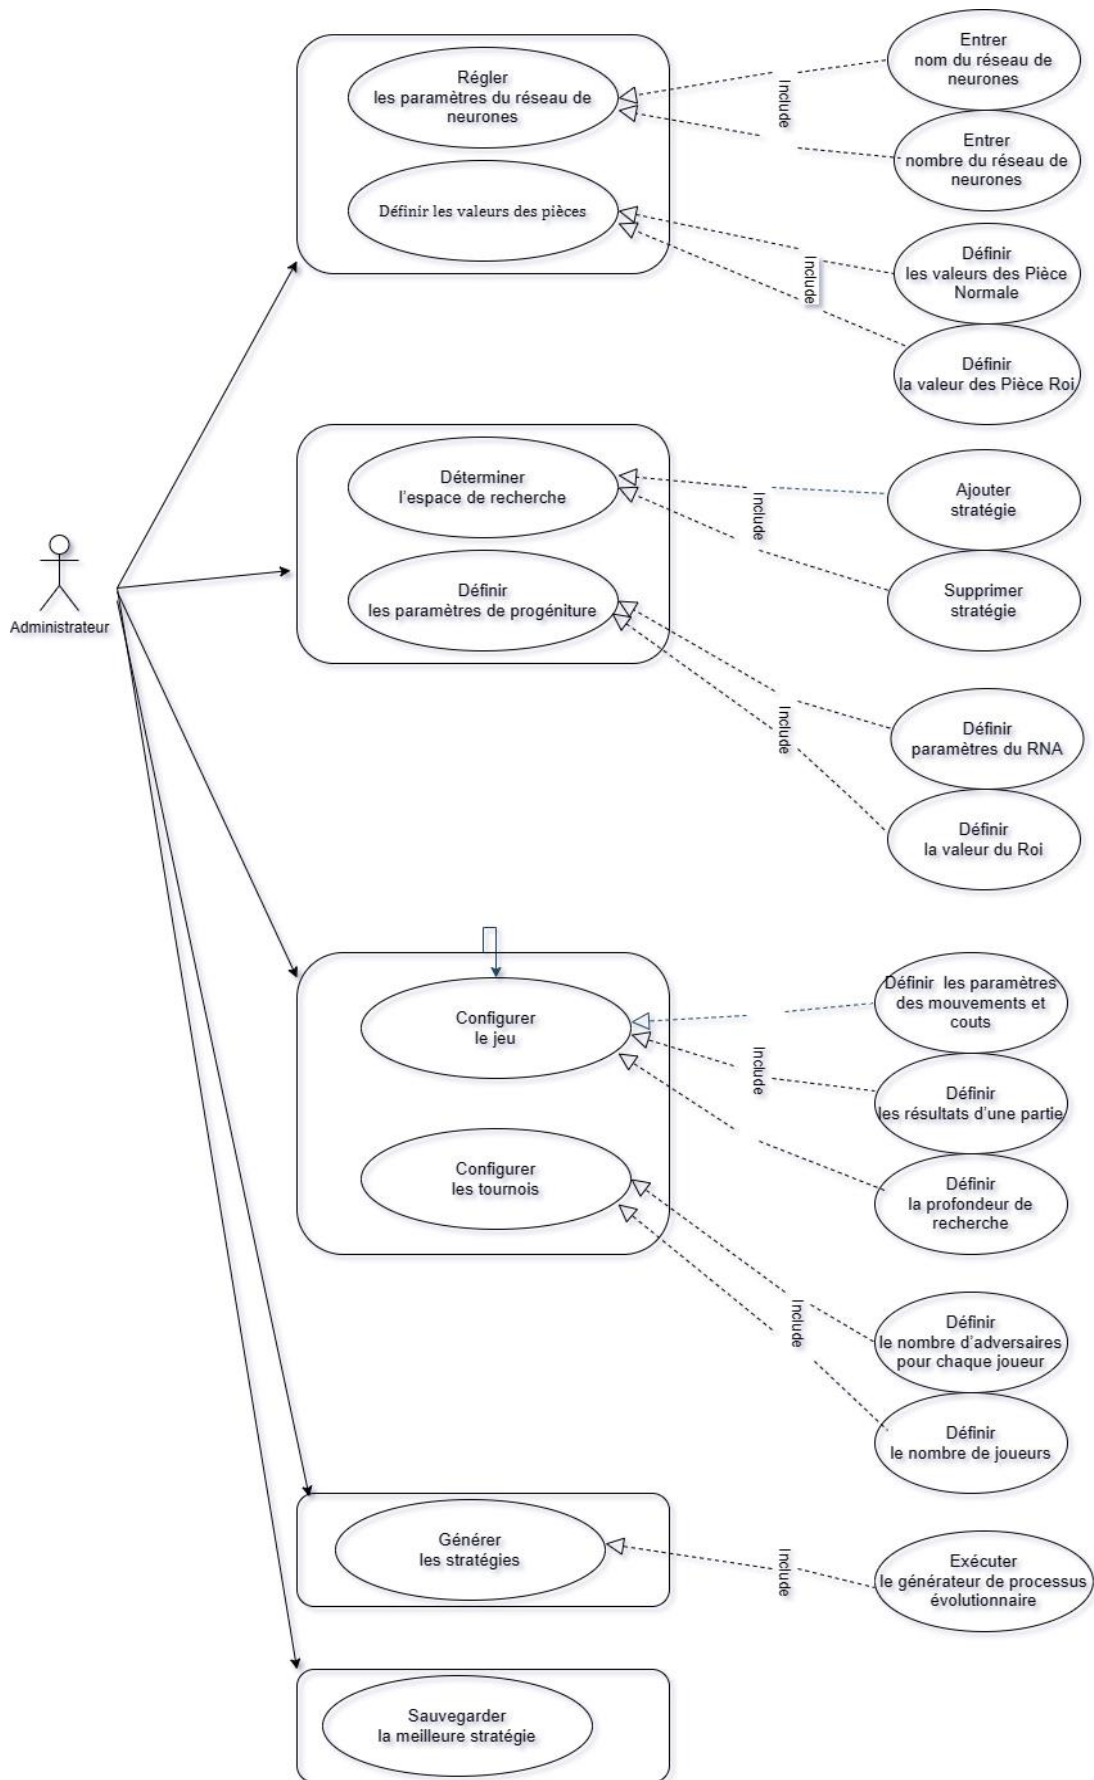 Entrer
nom du réseau de
neurones
Régler
les paramètres du réseau de
neurones
Include
Entrer
nombre du réseau de
neurones
Définir les valeurs des pièces
Définir
les valeurs des Pièce
Normale
Include
Définir
la valeur des Pièce Roi
Déterminer
l'espace de recherche
Ajouter
stratégie
Include
Définir
les paramètres de progéniture
Supprimer
stratégie
Administrateur
Include
Définir
paramètres du RNA
Définir
la valeur du Roi
Définir les paramètres
des mouvements et
couts
Configurer
le jeu
Include
Définir
les résultats d'une partie
Configurer
les tournois
Définir
la profondeur de
recherche
Include
Définir
le nombre d'adversaires
pour chaque joueur
Définir
le nombre de joueurs
Générer
les stratégies
Include
Exécuter
le générateur de processus
évolutionnaire
Sauvegarder
la meilleure stratégie